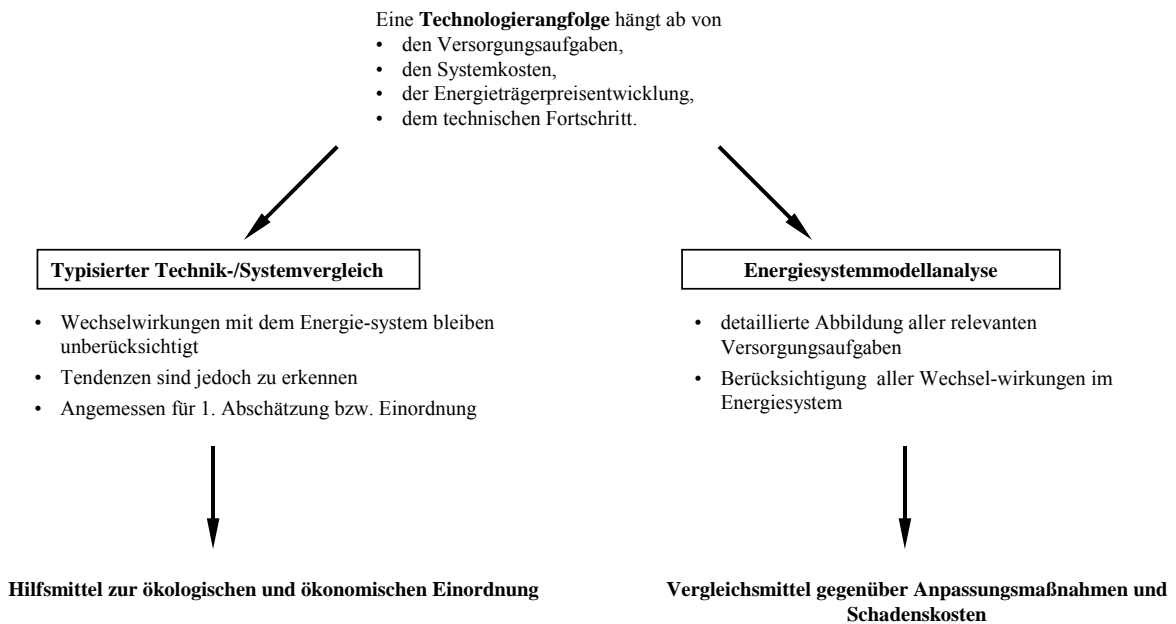 Eine Technologierangfolge hängt ab von
• den Versorgungsaufgaben,
• den Systemkosten,
• der Energieträgerpreisentwicklung,
• dem technischen Fortschritt.
Typisierter Technik-/Systemvergleich
• Wechselwirkungen mit dem Energie-system bleiben
unberücksichtigt
• Tendenzen sind jedoch zu erkennen
• Angemessen für 1. Abschätzung bzw. Einordnung
Hilfsmittel zur ökologischen und ökonomischen Einordnung
Energiesystemmodellanalyse
• detaillierte Abbildung aller relevanten
Versorgungsaufgaben
• Berücksichtigung aller Wechsel-wirkungen im
Energiesystem
Vergleichsmittel gegenüber Anpassungsmaßnahmen und
Schadenskosten